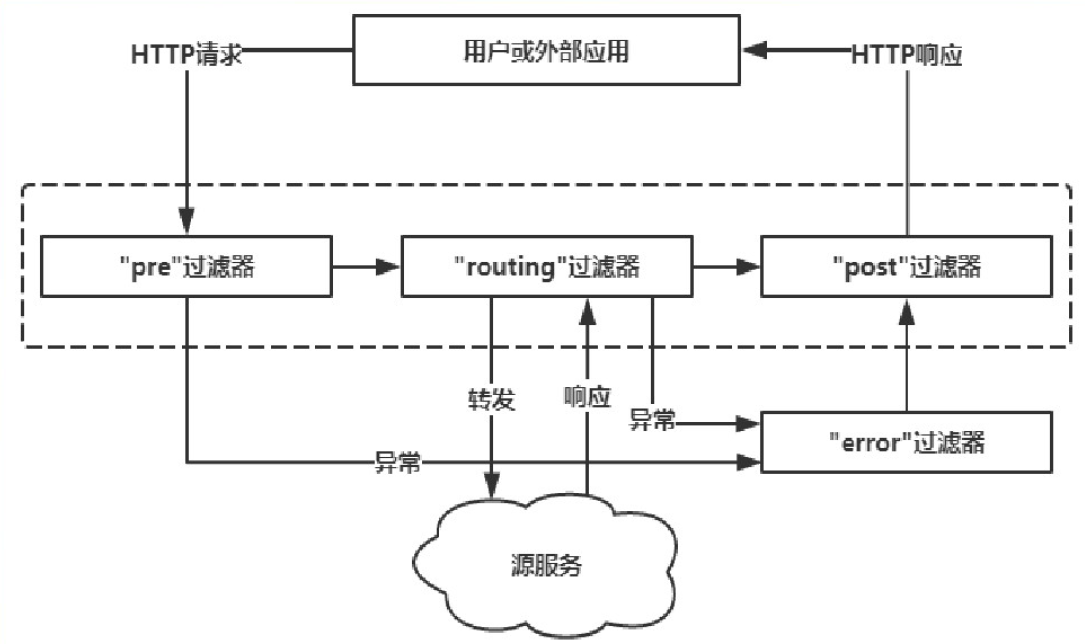 HTTP请求
用户或外部应用
HTTP响应
"pre"过滤器
"routing"过滤器
"post"过滤器
转发
响应
异常
"error"过滤器
异常
源服务